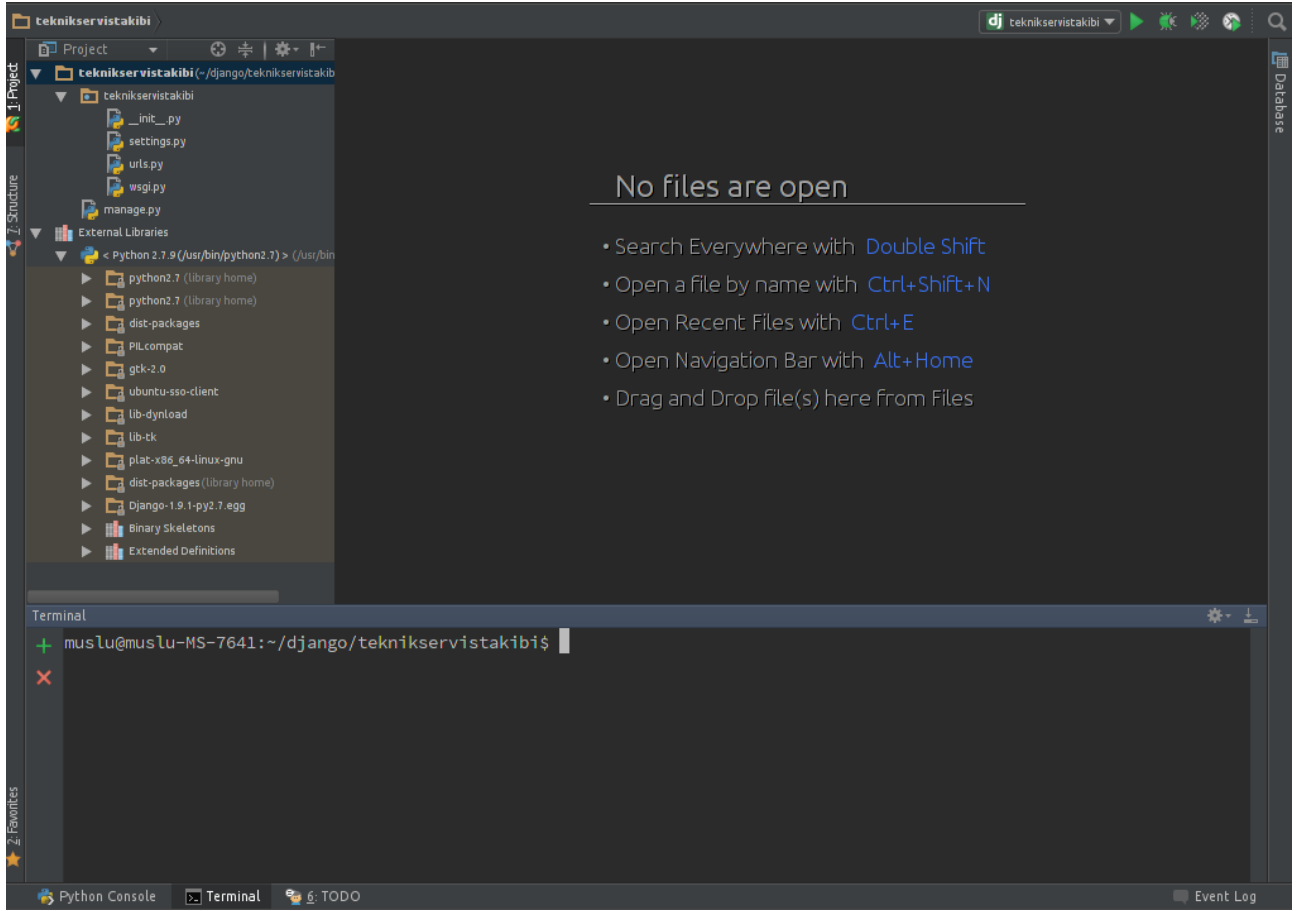 teknikservistakibi
dj teknikservistakibi
Project
1: Project
7: Structure
2: Favorites
teknikservistakibi (~/django/teknikservistakib
teknikservistakibi
__init__.py
settings.py
urls.py
wsgi.py
manage.py
External Libraries
< Python 2.7.9 (/usr/bin/python2.7) > (/usr/bin
python2.7 (library home)
python2.7 (library home)
dist-packages
PILcompat
gtk-2.0
ubuntu-sso-client
lib-dynload
lib-tk
plat-x86_64-linux-gnu
dist-packages (library home)
Django-1.9.1-py2.7.egg
Binary Skeletons
Extended Definitions
No files are open
• Search Everywhere with Double Shift
• Open a file by name with Ctrl+Shift+N
• Open Recent Files with Ctrl+E
• Open Navigation Bar with Alt+Home
• Drag and Drop file(s) here from Files
Database
Terminal
muslu@muslu-MS-7641:~/django/teknikservistakibi$
Python Console Terminal 6: TODO Event Log